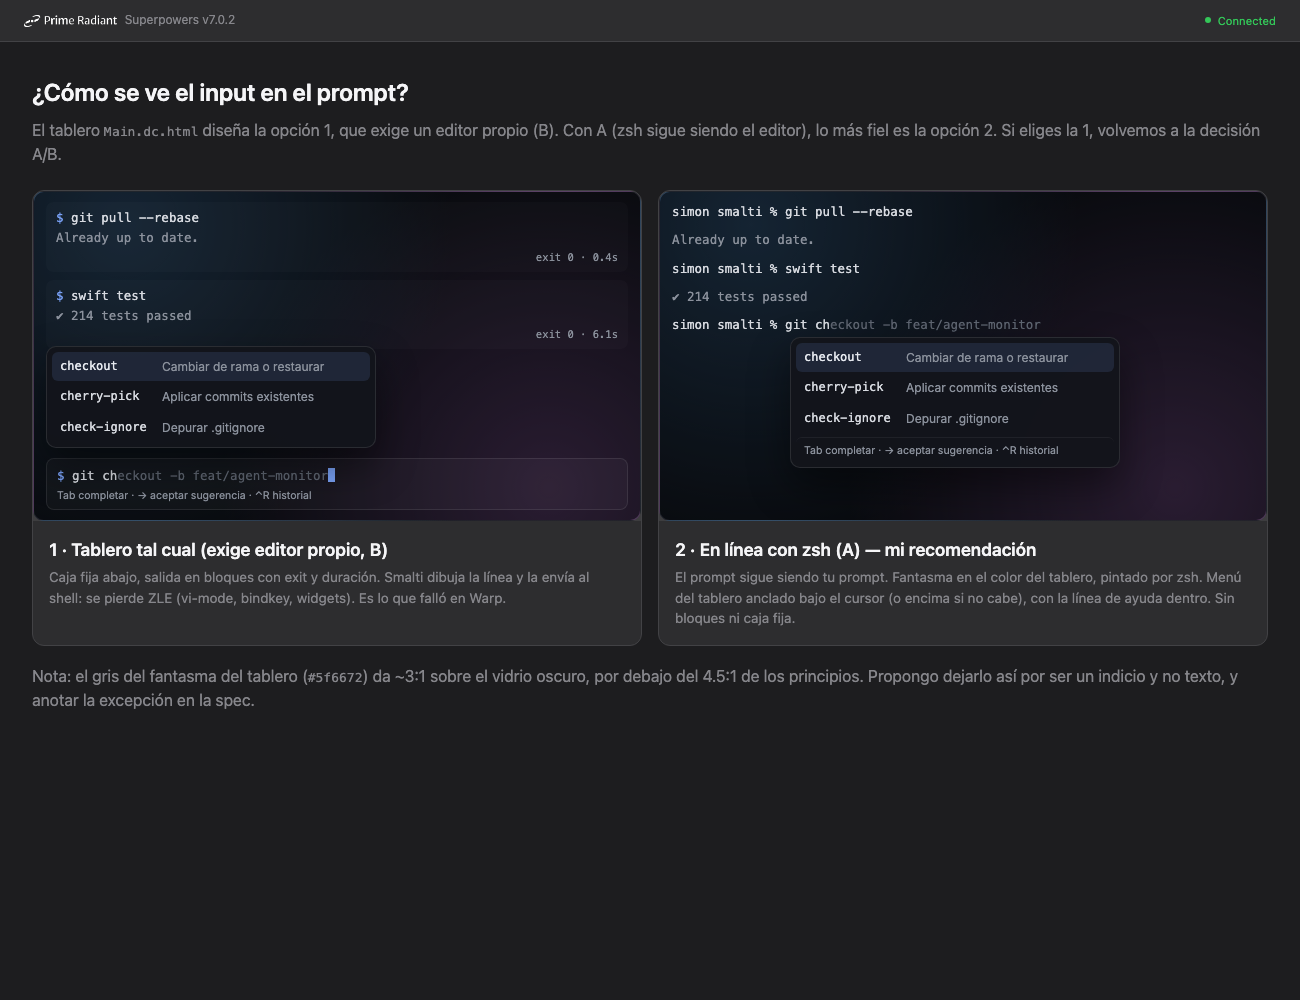 Prime Radiant Superpowers v7.0.2
Connected
¿Cómo se ve el input en el prompt?
El tablero Main.dc.html diseña la opción 1, que exige un editor propio (B). Con A (zsh sigue siendo el editor), lo más fiel es la opción 2. Si eliges la 1, volvemos a la decisión
A/B.
$ git pull --rebase
Already up to date.
exit 0 · 0.4s
$ swift test
✔ 214 tests passed
exit 0 · 6.1s
checkout Cambiar de rama o restaurar
cherry-pick Aplicar commits existentes
check-ignore Depurar .gitignore
$ git checkout -b feat/agent-monitor
Tab completar · → aceptar sugerencia · ^R historial
1 · Tablero tal cual (exige editor propio, B)
Caja fija abajo, salida en bloques con exit y duración. Smalti dibuja la línea y la envía al
shell: se pierde ZLE (vi-mode, bindkey, widgets). Es lo que falló en Warp.
simon smalti % git pull --rebase
Already up to date.
simon smalti % swift test
✔ 214 tests passed
simon smalti % git checkout -b feat/agent-monitor
checkout Cambiar de rama o restaurar
cherry-pick Aplicar commits existentes
check-ignore Depurar .gitignore
Tab completar · → aceptar sugerencia · ^R historial
2 · En línea con zsh (A) — mi recomendación
El prompt sigue siendo tu prompt. Fantasma en el color del tablero, pintado por zsh. Menú
del tablero anclado bajo el cursor (o encima si no cabe), con la línea de ayuda dentro. Sin
bloques ni caja fija.
Nota: el gris del fantasma del tablero (#5f6672) da ~3:1 sobre el vidrio oscuro, por debajo del 4.5:1 de los principios. Propongo dejarlo así por ser un indicio y no texto, y
anotar la excepción en la spec.